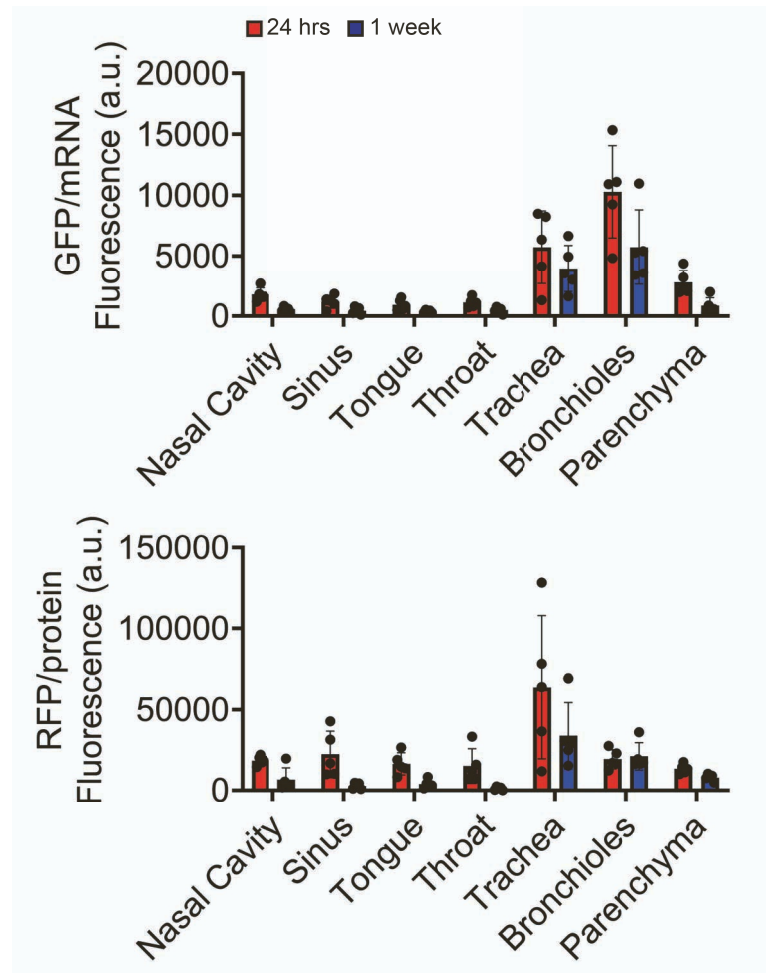 24 hrs 1 week
GFP/mRNA
Fluorescence (a.u.)
20000
15000
10000
5000
0
Nasal Cavity
Sinus
Tongue
Throat
Trachea
Bronchioles
Parenchyma
RFP/protein
Fluorescence (a.u.)
150000
100000
50000
0
Nasal Cavity
Sinus
Tongue
Throat
Trachea
Bronchioles
Parenchyma